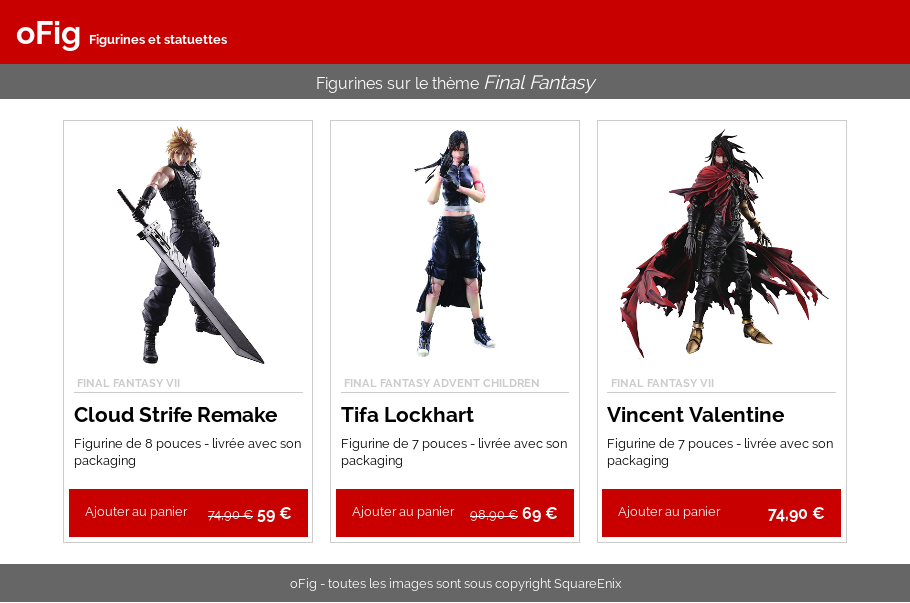 oFig Figurines et statuettes
Figurines sur le thème Final Fantasy
FINAL FANTASY VII
Cloud Strife Remake
Figurine de 8 pouces - livrée avec son
packaging
Ajouter au panier 74,90 € 59 €
FINAL FANTASY ADVENT CHILDREN
Tifa Lockhart
Figurine de 7 pouces - livrée avec son
packaging
Ajouter au panier 98,90 € 69 €
FINAL FANTASY VII
Vincent Valentine
Figurine de 7 pouces - livrée avec son
packaging
Ajouter au panier 74,90 €
oFig - toutes les images sont sous copyright SquareEnix